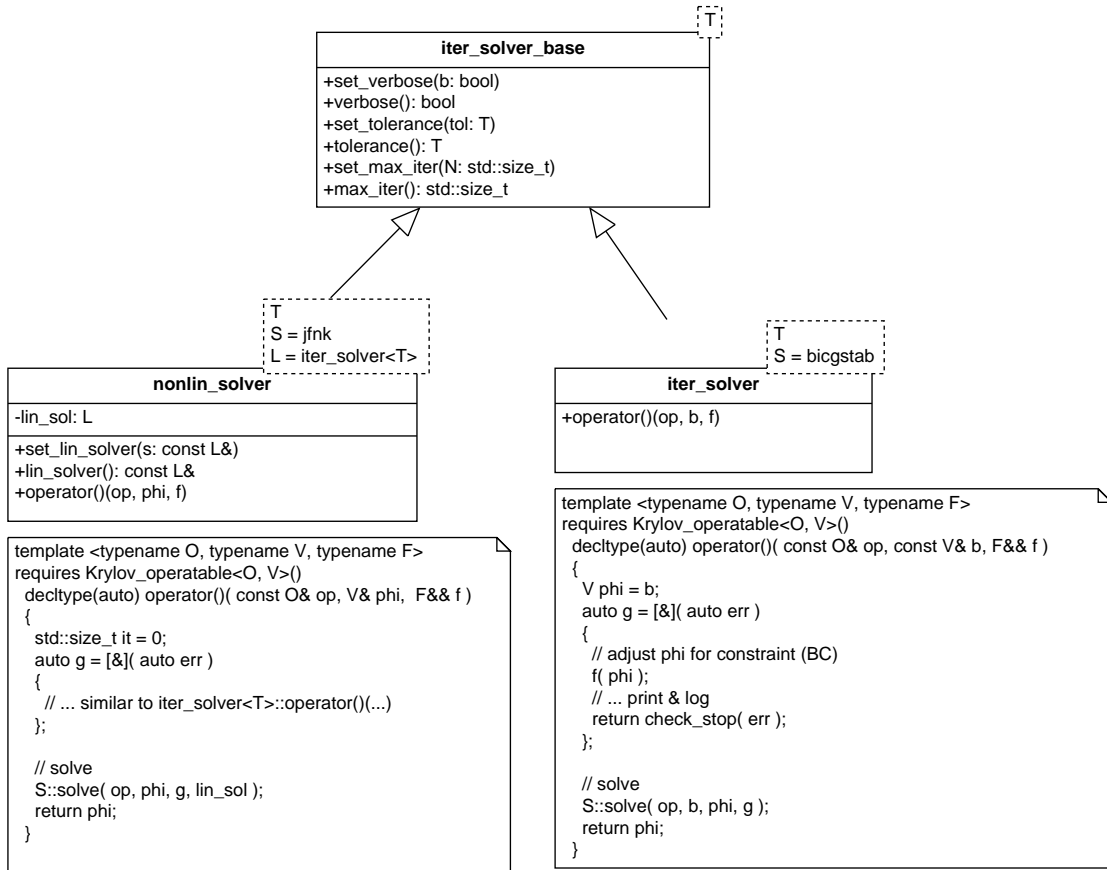 T
iter_solver_base
+set_verbose(b: bool)
+verbose(): bool
+set_tolerance(tol: T)
+tolerance(): T
+set_max_iter(N: std::size_t)
+max_iter(): std::size_t
T
S = jfnk
L = iter_solver<T>
nonlin_solver
-lin_sol: L
+set_lin_solver(s: const L&)
+lin_solver(): const L&
+operator()(op, phi, f)
template <typename O, typename V, typename F>
requires Krylov_operatable<O, V>()
decltype(auto) operator()( const O& op, V& phi,  F&& f )
{
std::size_t it = 0;
auto g = [&]( auto err )
{
// ... similar to iter_solver<T>::operator()(...)
};
// solve
S::solve( op, phi, g, lin_sol );
return phi;
}
T
S = bicgstab
iter_solver
+operator()(op, b, f)
template <typename O, typename V, typename F>
requires Krylov_operatable<O, V>()
decltype(auto) operator()( const O& op, const V& b, F&& f )
{
V phi = b;
auto g = [&]( auto err )
{
// adjust phi for constraint (BC)
f( phi );
// ... print & log
return check_stop( err );
};
// solve
S::solve( op, b, phi, g );
return phi;
}